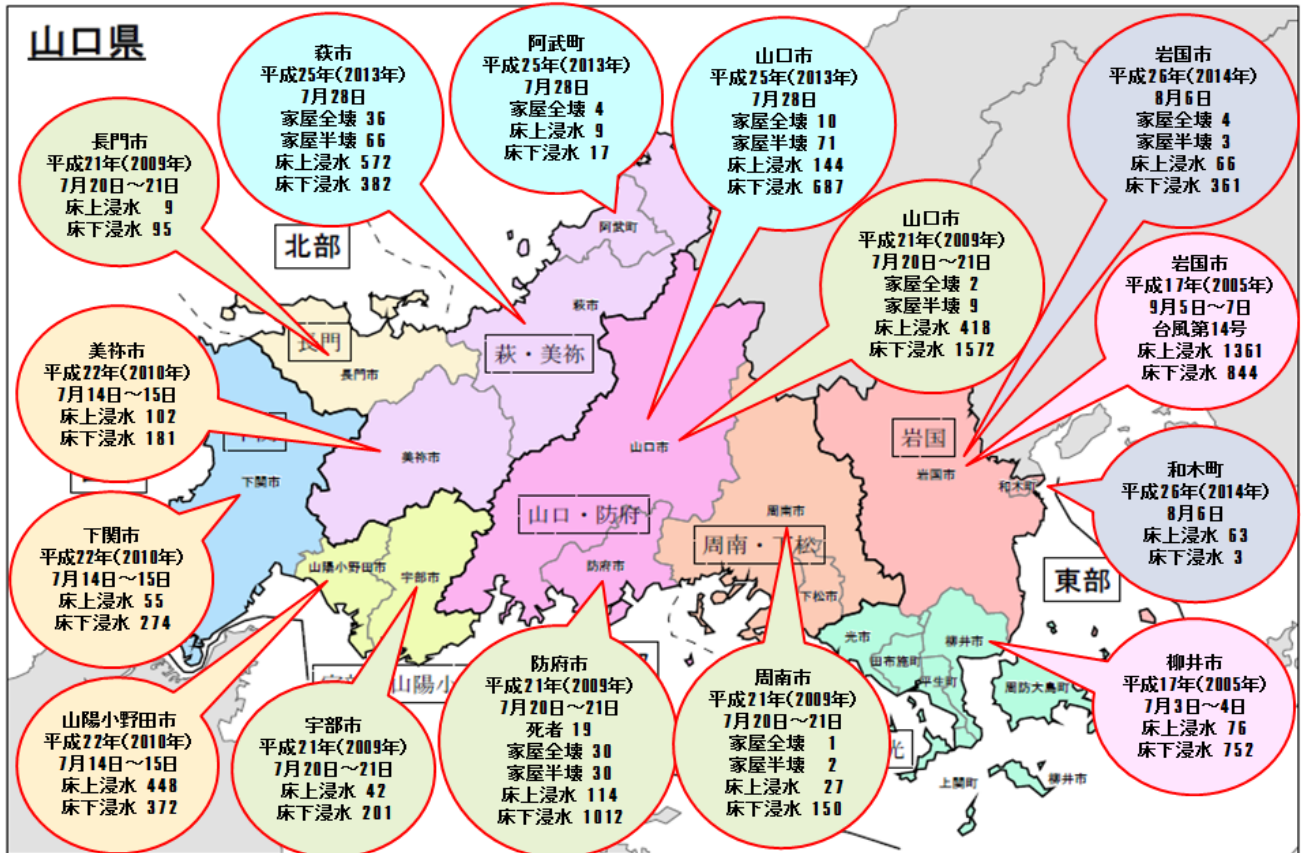 山口県
萩市
平成25年(2013年)
7月28日
家屋全壊 36
家屋半壊 66
床上浸水 572
床下浸水 382
阿武町
平成25年(2013年)
7月28日
家屋全壊 4
床上浸水 9
床下浸水 17
山口市
平成25年(2013年)
7月28日
家屋全壊 10
家屋半壊 71
床上浸水 144
床下浸水 687
岩国市
平成26年(2014年)
8月6日
家屋全壊 4
家屋半壊 3
床上浸水 66
床下浸水 361
長門市
平成21年(2009年)
7月20日～21日
床上浸水 9
床下浸水 95
山口市
平成21年(2009年)
7月20日～21日
家屋全壊 2
家屋半壊 9
床上浸水 418
床下浸水 1572
岩国市
平成17年(2005年)
9月5日～7日
台風第14号
床上浸水 1361
床下浸水 844
美祢市
平成22年(2010年)
7月14日～15日
床上浸水 102
床下浸水 181
和木町
平成26年(2014年)
8月6日
床上浸水 63
床下浸水 3
下関市
平成22年(2010年)
7月14日～15日
床上浸水 55
床下浸水 274
山陽小野田市
平成22年(2010年)
7月14日～15日
床上浸水 448
床下浸水 372
宇部市
平成21年(2009年)
7月20日～21日
床上浸水 42
床下浸水 201
防府市
平成21年(2009年)
7月20日～21日
死者 19
家屋全壊 30
家屋半壊 30
床上浸水 114
床下浸水 1012
周南市
平成21年(2009年)
7月20日～21日
家屋全壊 1
家屋半壊 2
床上浸水 27
床下浸水 150
柳井市
平成17年(2005年)
7月3日～4日
床上浸水 76
床下浸水 752
北部
阿武町
萩市
長門
長門市
萩・美祢
美祢市
下関市
山口市
山口・防府
防府市
岩国
岩国市
和木町
周南市
周南・下松
下松市
山陽小野田市
宇部市
東部
光市
柳井市
田布施町
平生町
周防大島町
上関町
柳井市
山陽小
光